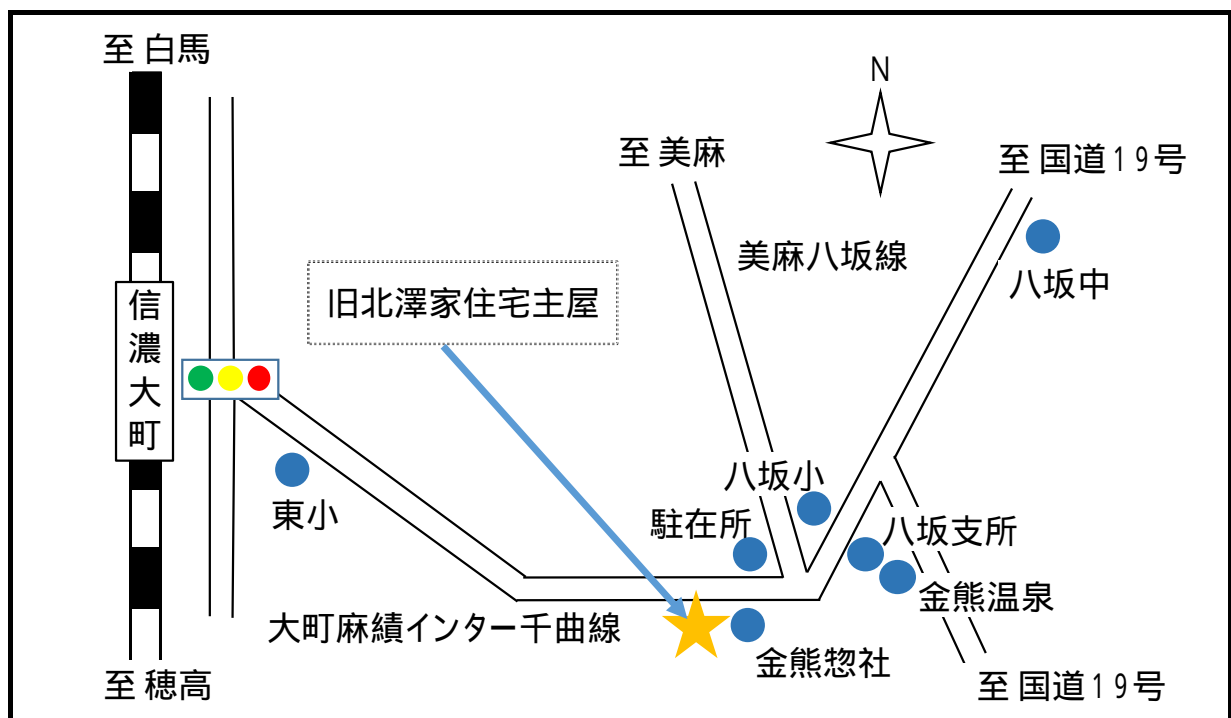 至 白馬
N
至 美麻
至 国道19号
美麻八坂線
八坂中
旧北澤家住宅主屋
信濃大町
八坂小
東小
駐在所
八坂支所
金熊温泉
大町麻績インター千曲線
金熊惣社
至 穂高
至 国道19号